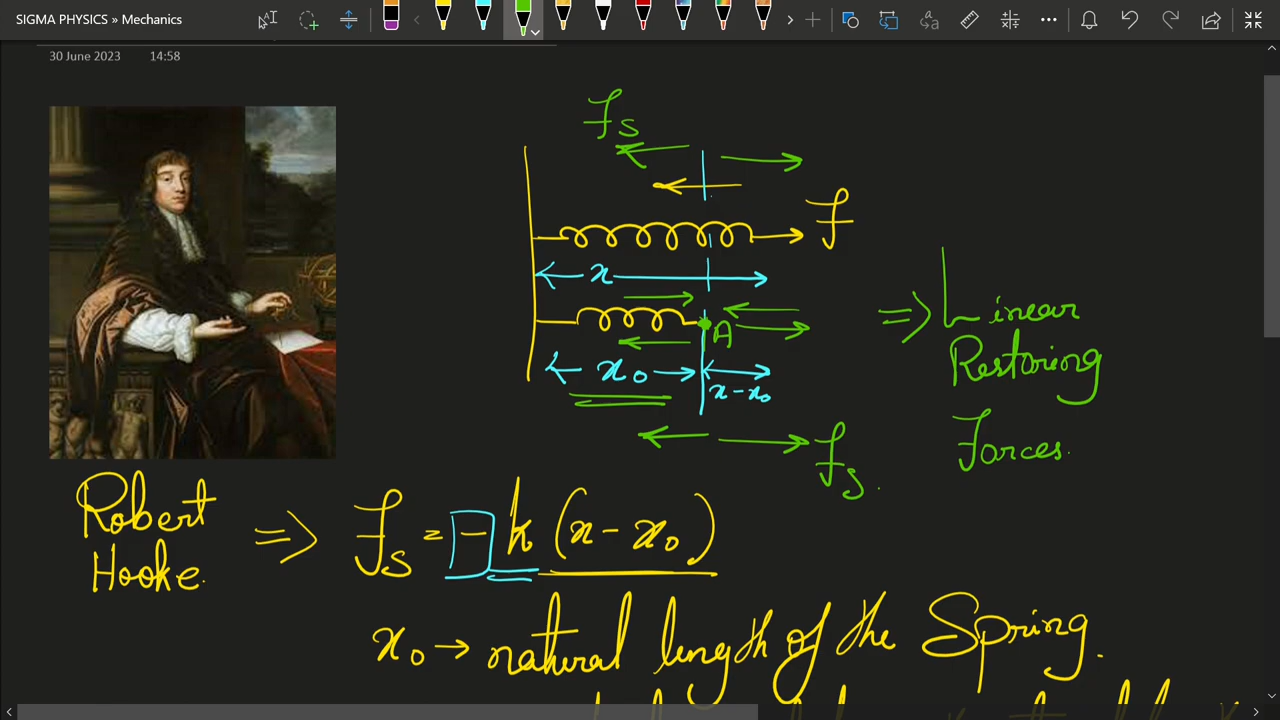 SIGMA PHYSICS » Mechanics
30 June 2023 14:58
fs
f
x
A
x₀
x-x₀
fs.
=> Linear
Restoring
Forces.
Robert
Hooke.
=> fs = -k(x-x₀)
x₀ → natural length of the Spring.